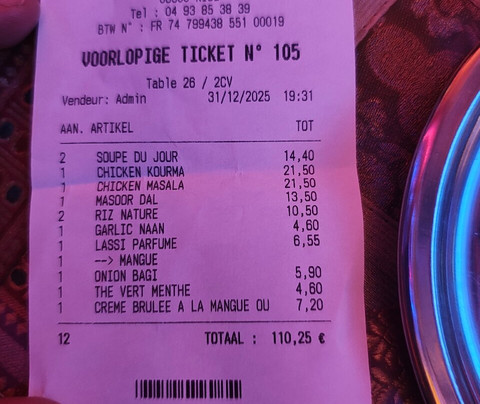 Tel : 04 93 85 38 39
BTW N° : FR 74 799438 551 00019
VOORLOPIGE TICKET N° 105
Table 26 / 2CV
Vendeur: Admin 31/12/2025 19:31
AAN. ARTIKEL TOT
2 SOUPE DU JOUR 14,40
1 CHICKEN KOURMA 21,50
1 CHICKEN MASALA 21,50
1 MASOOR DAL 13,50
2 RIZ NATURE 10,50
1 GARLIC NAAN 4,60
1 LASSI PARFUME 6,55
1 --> MANGUE
1 ONION BAGI 5,90
1 THE VERT MENTHE 4,60
1 CREME BRULEE A LA MANGUE OU 7,20
12 TOTAAL : 110,25 €